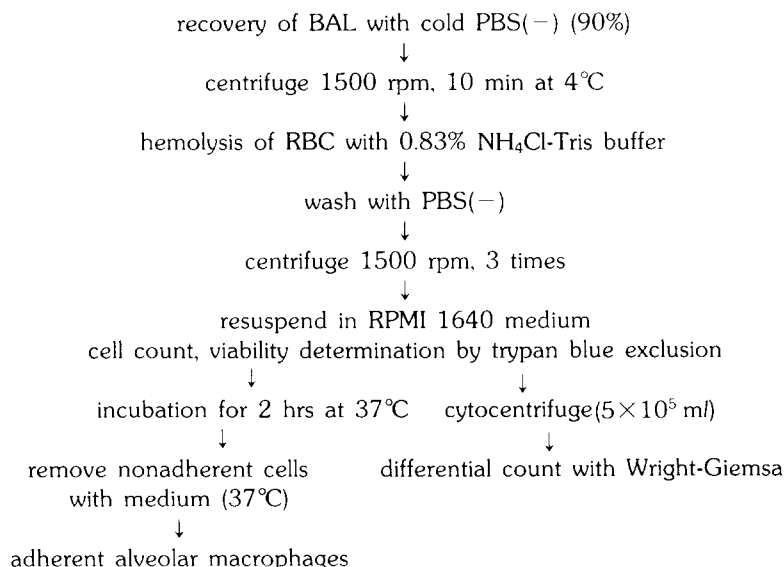 recovery of BAL with cold PBS(−) (90%)
↓
centrifuge 1500 rpm, 10 min at 4°C
↓
hemolysis of RBC with 0.83% NH₄Cl-Tris buffer
↓
wash with PBS(−)
↓
centrifuge 1500 rpm, 3 times
↓
resuspend in RPMI 1640 medium
cell count, viability determination by trypan blue exclusion
↓ ↓
incubation for 2 hrs at 37°C cytocentrifuge(5×10⁵ ml)
↓ ↓
remove nonadherent cells differential count with Wright-Giemsa
with medium (37°C)
↓
adherent alveolar macrophages